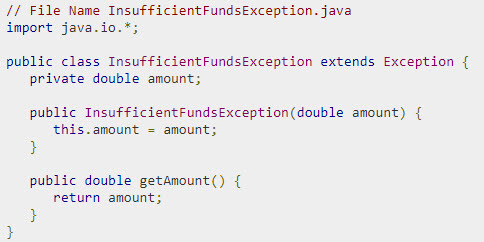 // File Name InsufficientFundsException.java
import java.io.*;

public class InsufficientFundsException extends Exception {
   private double amount;

   public InsufficientFundsException(double amount) {
      this.amount = amount;
   }

   public double getAmount() {
      return amount;
   }
}